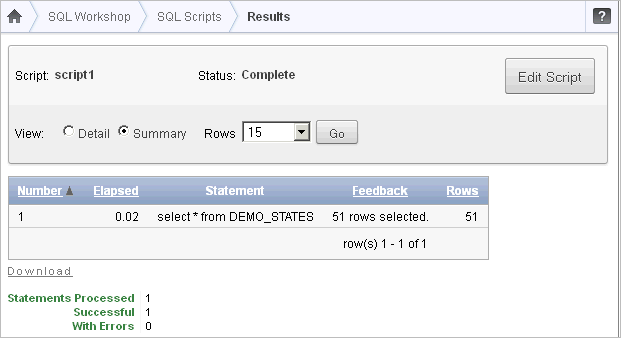 SQL Workshop SQL Scripts Results ?
Script: script1 Status: Complete Edit Script
View: Detail Summary Rows 15 Go
Number Elapsed Statement Feedback Rows
1 0.02 select * from DEMO_STATES 51 rows selected. 51
row(s) 1 - 1 of 1
Download
Statements Processed 1
Successful 1
With Errors 0